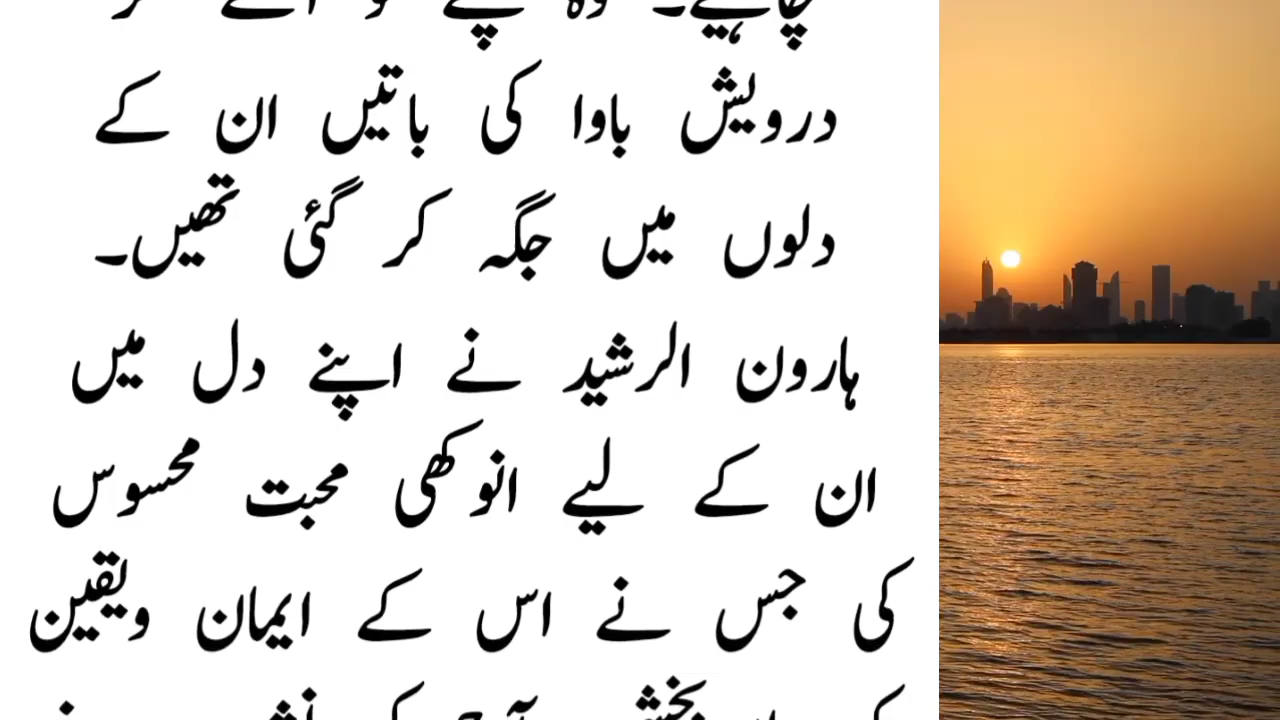 چاہیے۔
درویش باوا کی باتیں ان کے
دلوں میں جگہ کر گئی تھیں۔
ہارون الرشید نے اپنے دل میں
ان کے لیے انوکھی محبت محسوس
کی جس نے اس کے ایمان ویقین